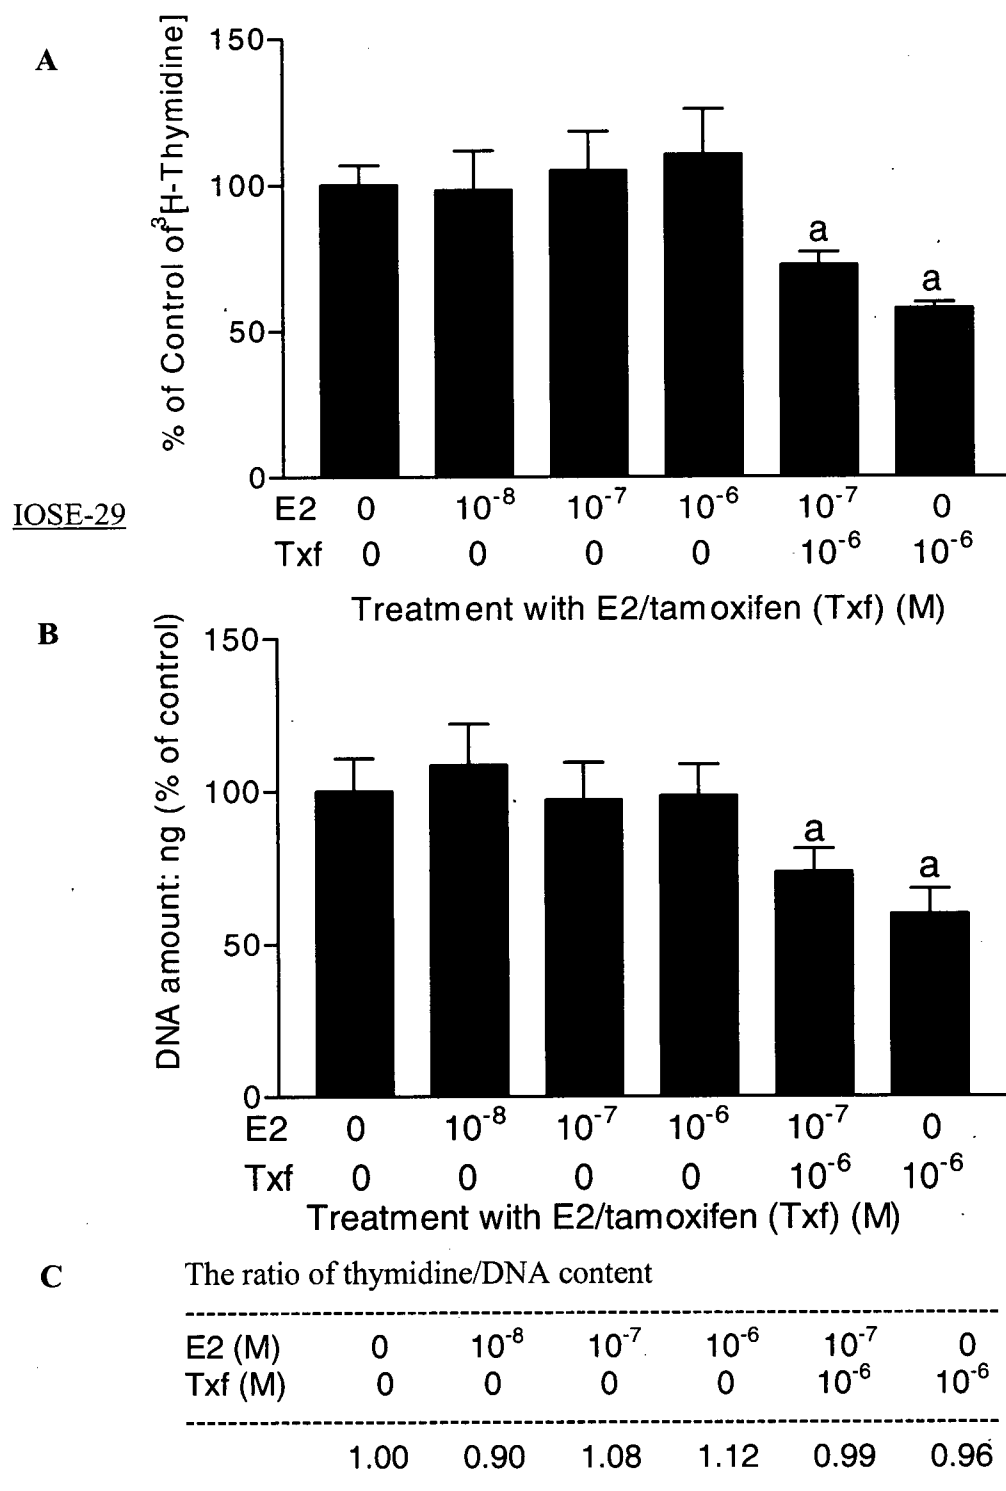 A
% of Control of ³[H-Thymidine]
150
100
50
0
a
a
IOSE-29
E2 0 10⁻⁸ 10⁻⁷ 10⁻⁶ 10⁻⁷ 0
Txf 0 0 0 0 10⁻⁶ 10⁻⁶
Treatment with E2/tamoxifen (Txf) (M)
B
DNA amount: ng (% of control)
150
100
50
0
a
a
E2 0 10⁻⁸ 10⁻⁷ 10⁻⁶ 10⁻⁷ 0
Txf 0 0 0 0 10⁻⁶ 10⁻⁶
Treatment with E2/tamoxifen (Txf) (M)
C
The ratio of thymidine/DNA content
E2 (M) 0 10⁻⁸ 10⁻⁷ 10⁻⁶ 10⁻⁷ 0
Txf (M) 0 0 0 0 10⁻⁶ 10⁻⁶
1.00 0.90 1.08 1.12 0.99 0.96